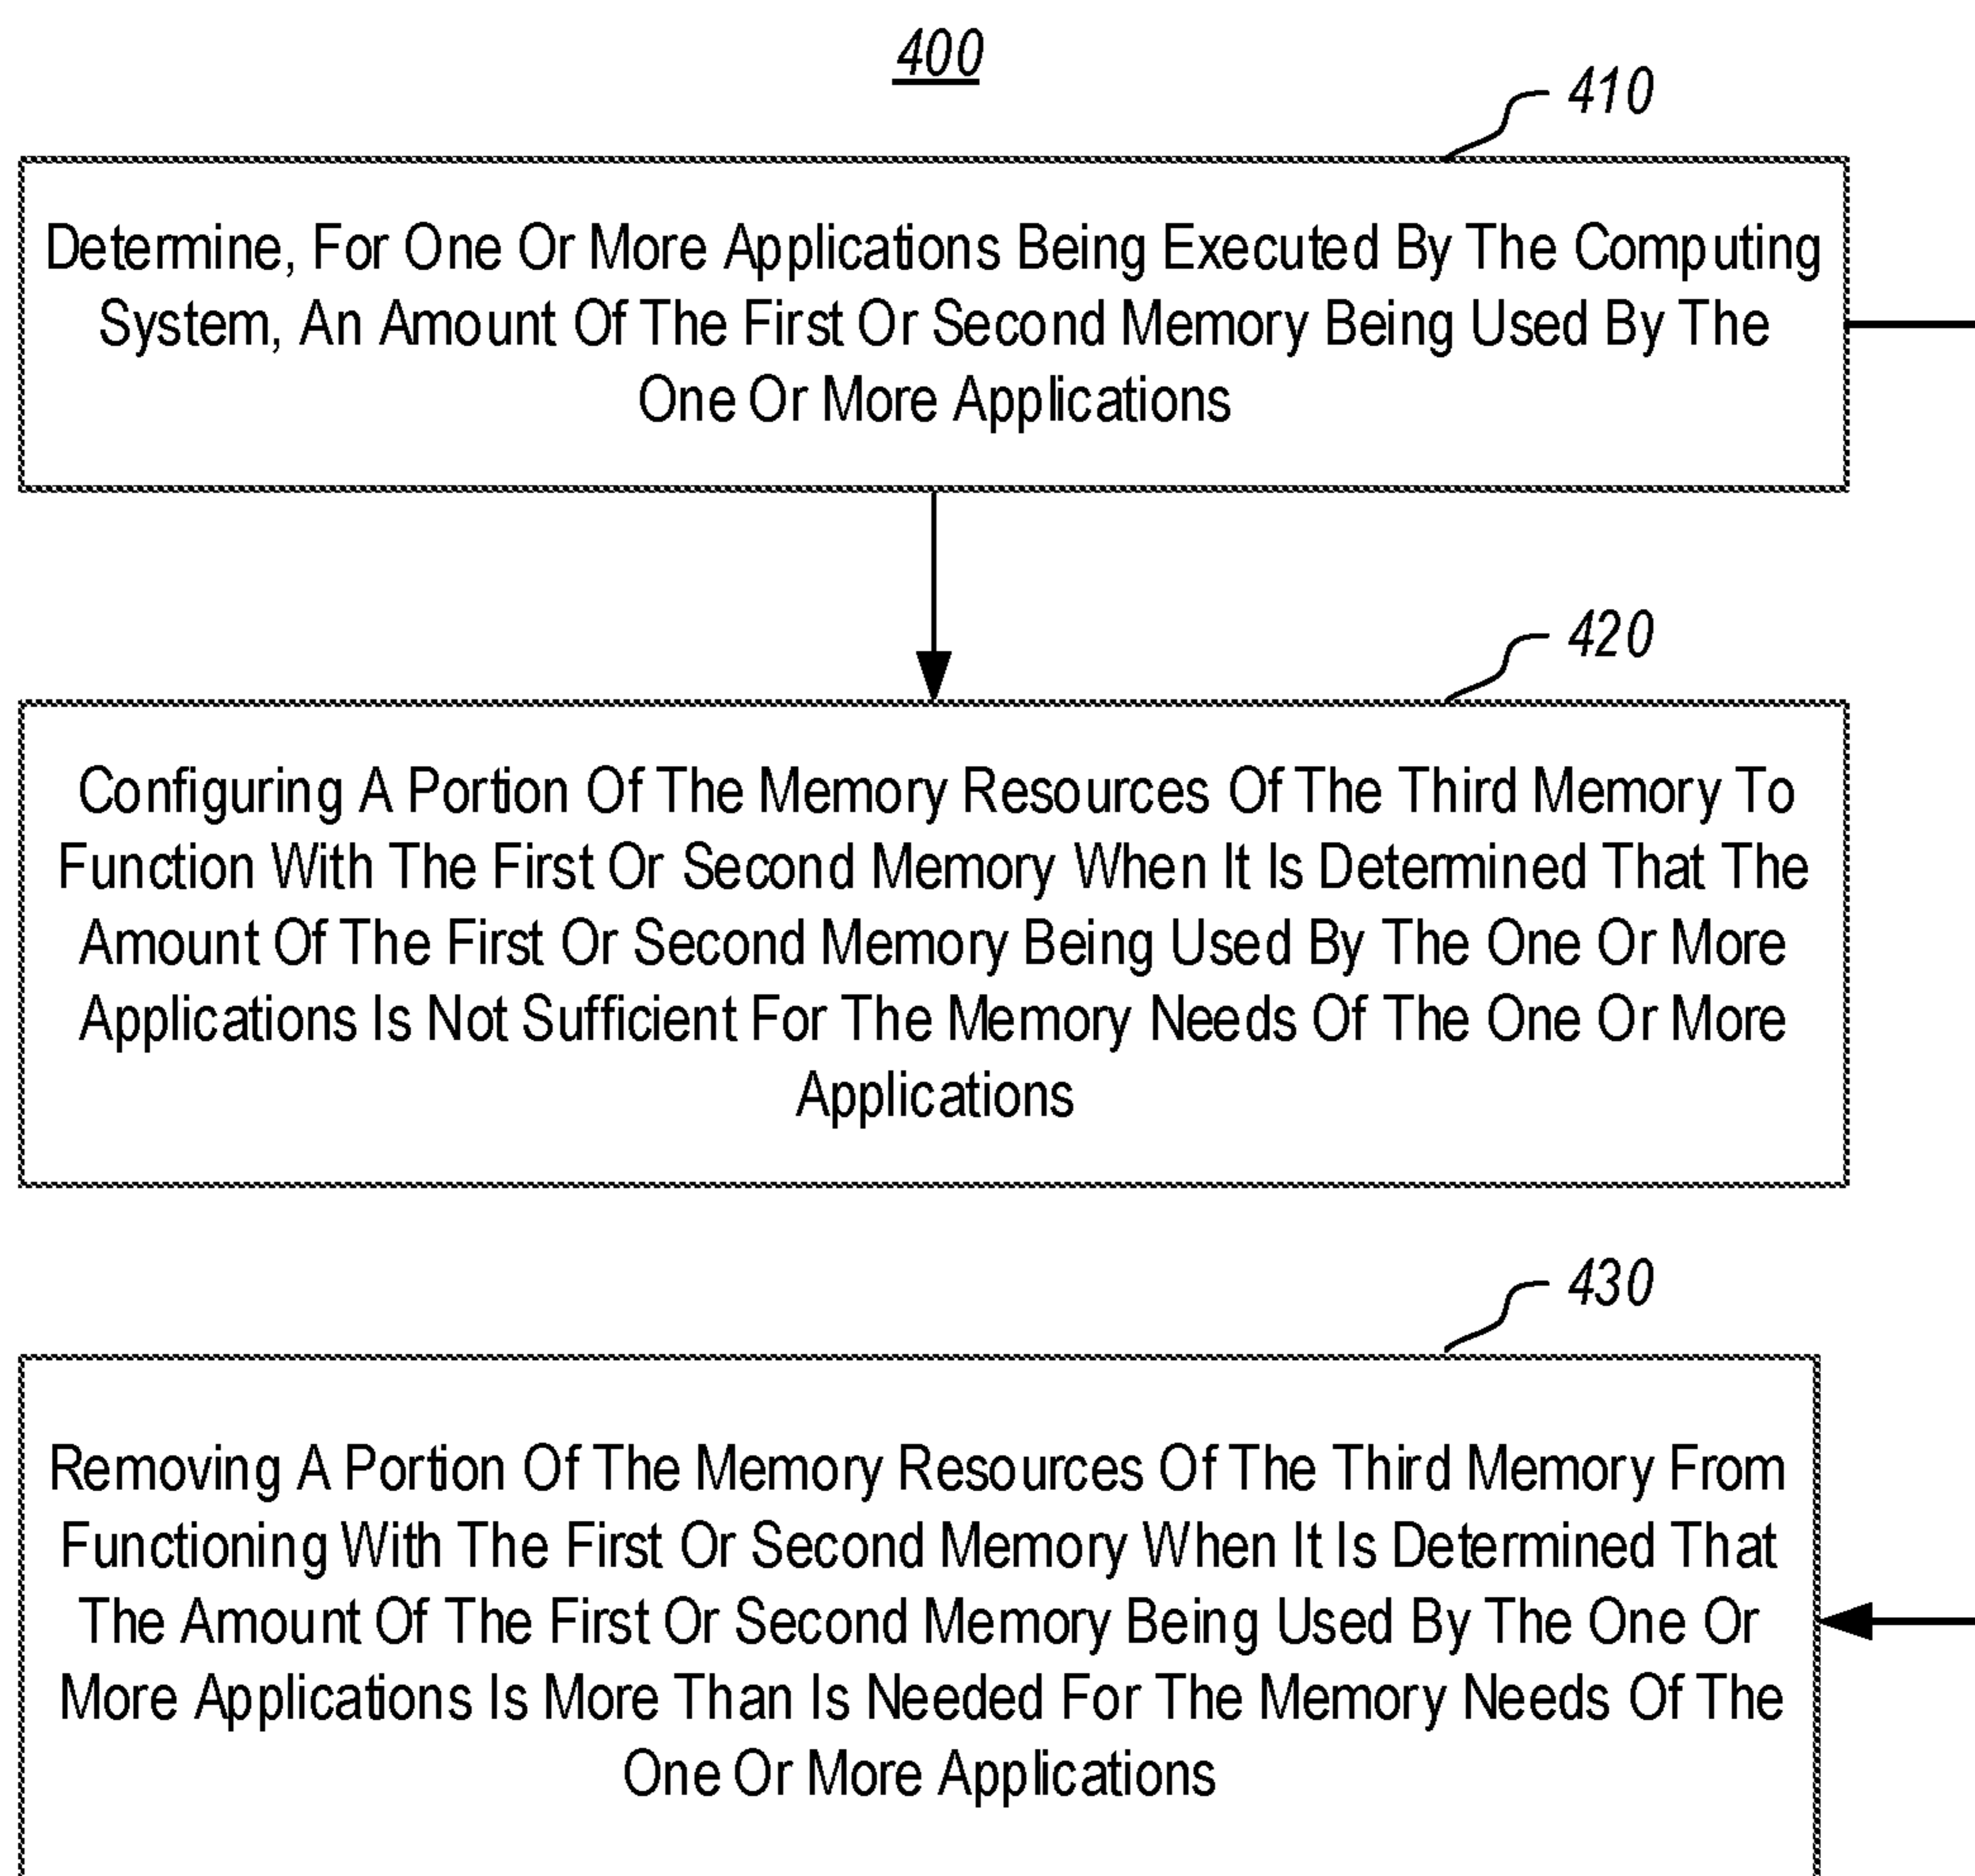 400
410
Determine, For One Or More Applications Being Executed By The Computing
System, An Amount Of The First Or Second Memory Being Used By The
One Or More Applications
420
Configuring A Portion Of The Memory Resources Of The Third Memory To
Function With The First Or Second Memory When It Is Determined That The
Amount Of The First Or Second Memory Being Used By The One Or More
Applications Is Not Sufficient For The Memory Needs Of The One Or More
Applications
430
Removing A Portion Of The Memory Resources Of The Third Memory From
Functioning With The First Or Second Memory When It Is Determined That
The Amount Of The First Or Second Memory Being Used By The One Or
More Applications Is More Than Is Needed For The Memory Needs Of The
One Or More Applications